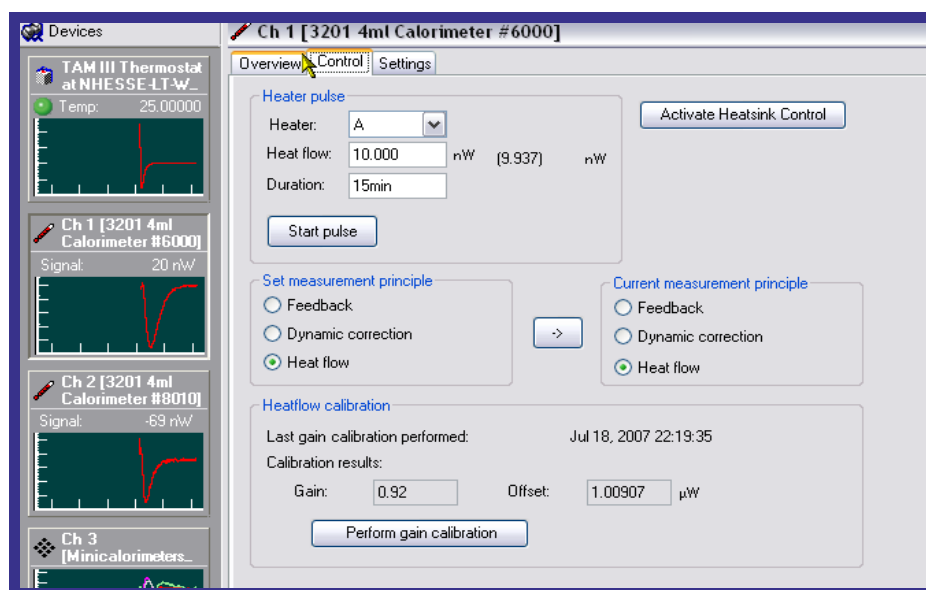 Devices
TAM III Thermostat
at NHESSE-LT-W_
Temp: 25.00000
Ch 1 [3201 4ml
Calorimeter #6000]
Signal: 20 nW
Ch 2 [3201 4ml
Calorimeter #8010]
Signal: -69 nW
Ch 3
[Minicalorimeters_
Ch 1 [3201 4ml Calorimeter #6000]
Overview Control Settings
Heater pulse
Heater: A
Heat flow: 10.000 nW (9.937) nW
Duration: 15min
Start pulse
Activate Heatsink Control
Set measurement principle
Feedback
Dynamic correction
Heat flow
->
Current measurement principle
Feedback
Dynamic correction
Heat flow
Heatflow calibration
Last gain calibration performed: Jul 18, 2007 22:19:35
Calibration results:
Gain: 0.92 Offset: 1.00907 µW
Perform gain calibration